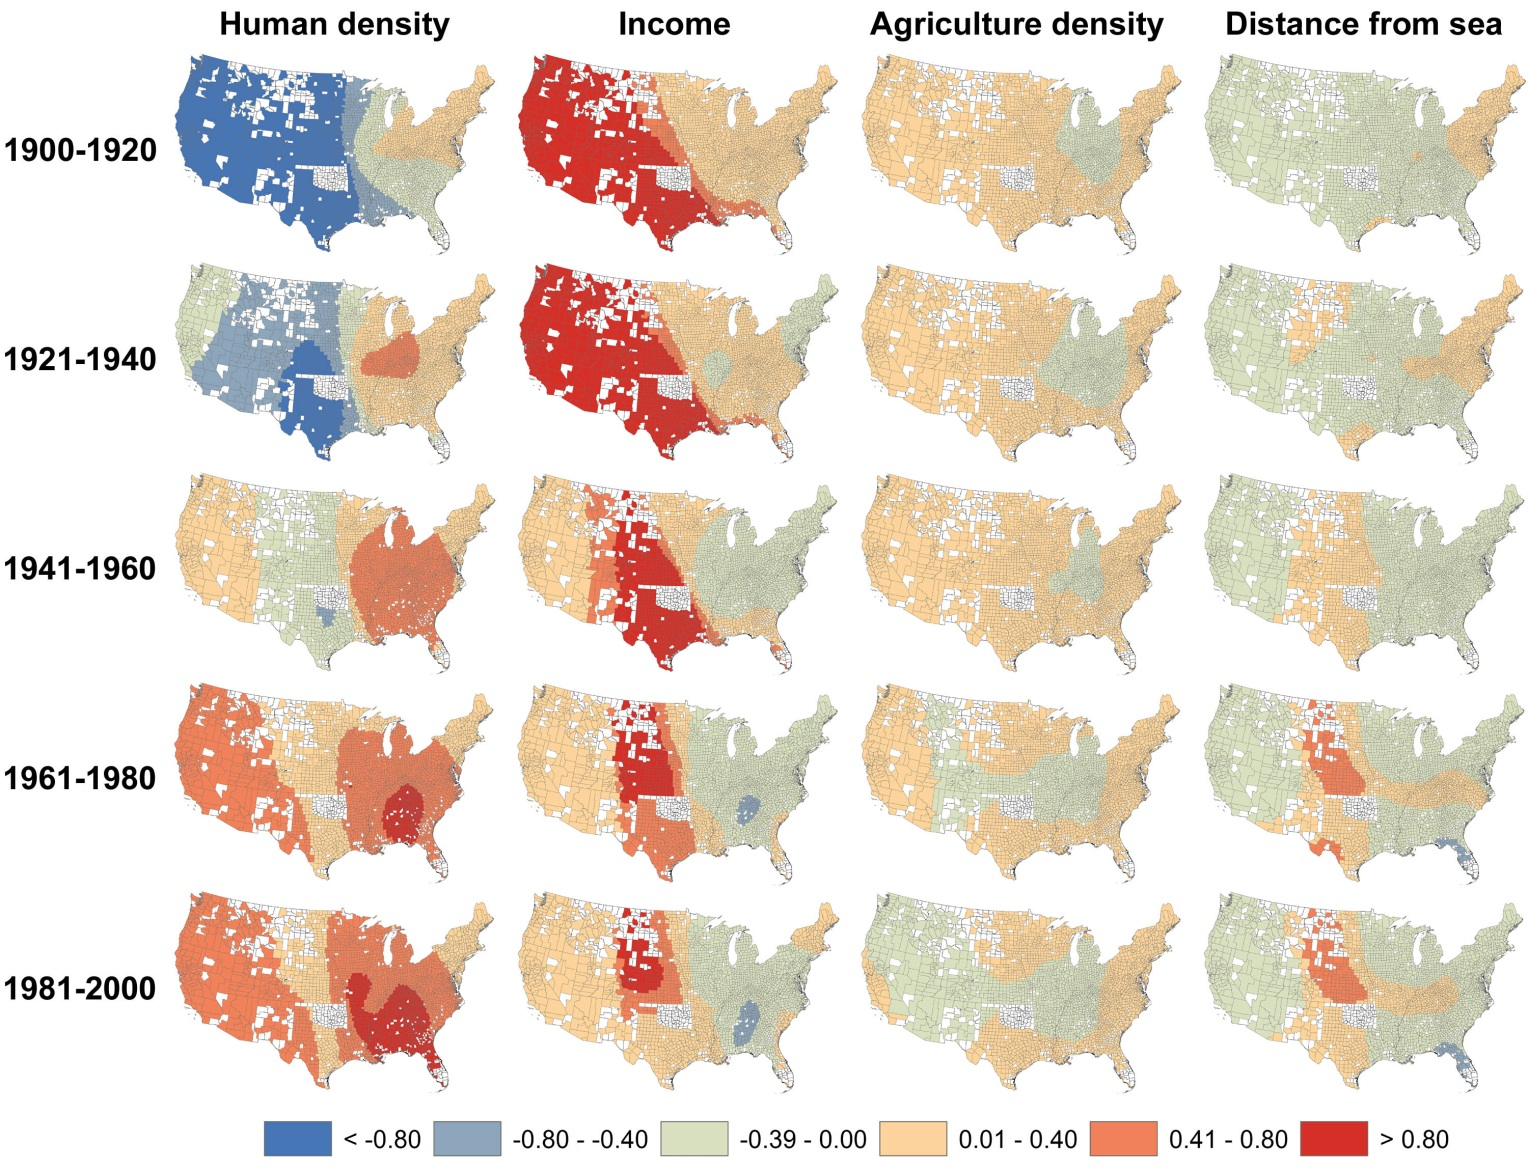 Human density Income Agriculture density Distance from sea
1900-1920
1921-1940
1941-1960
1961-1980
1981-2000
< -0.80 -0.80 - -0.40 -0.39 - 0.00 0.01 - 0.40 0.41 - 0.80 > 0.80